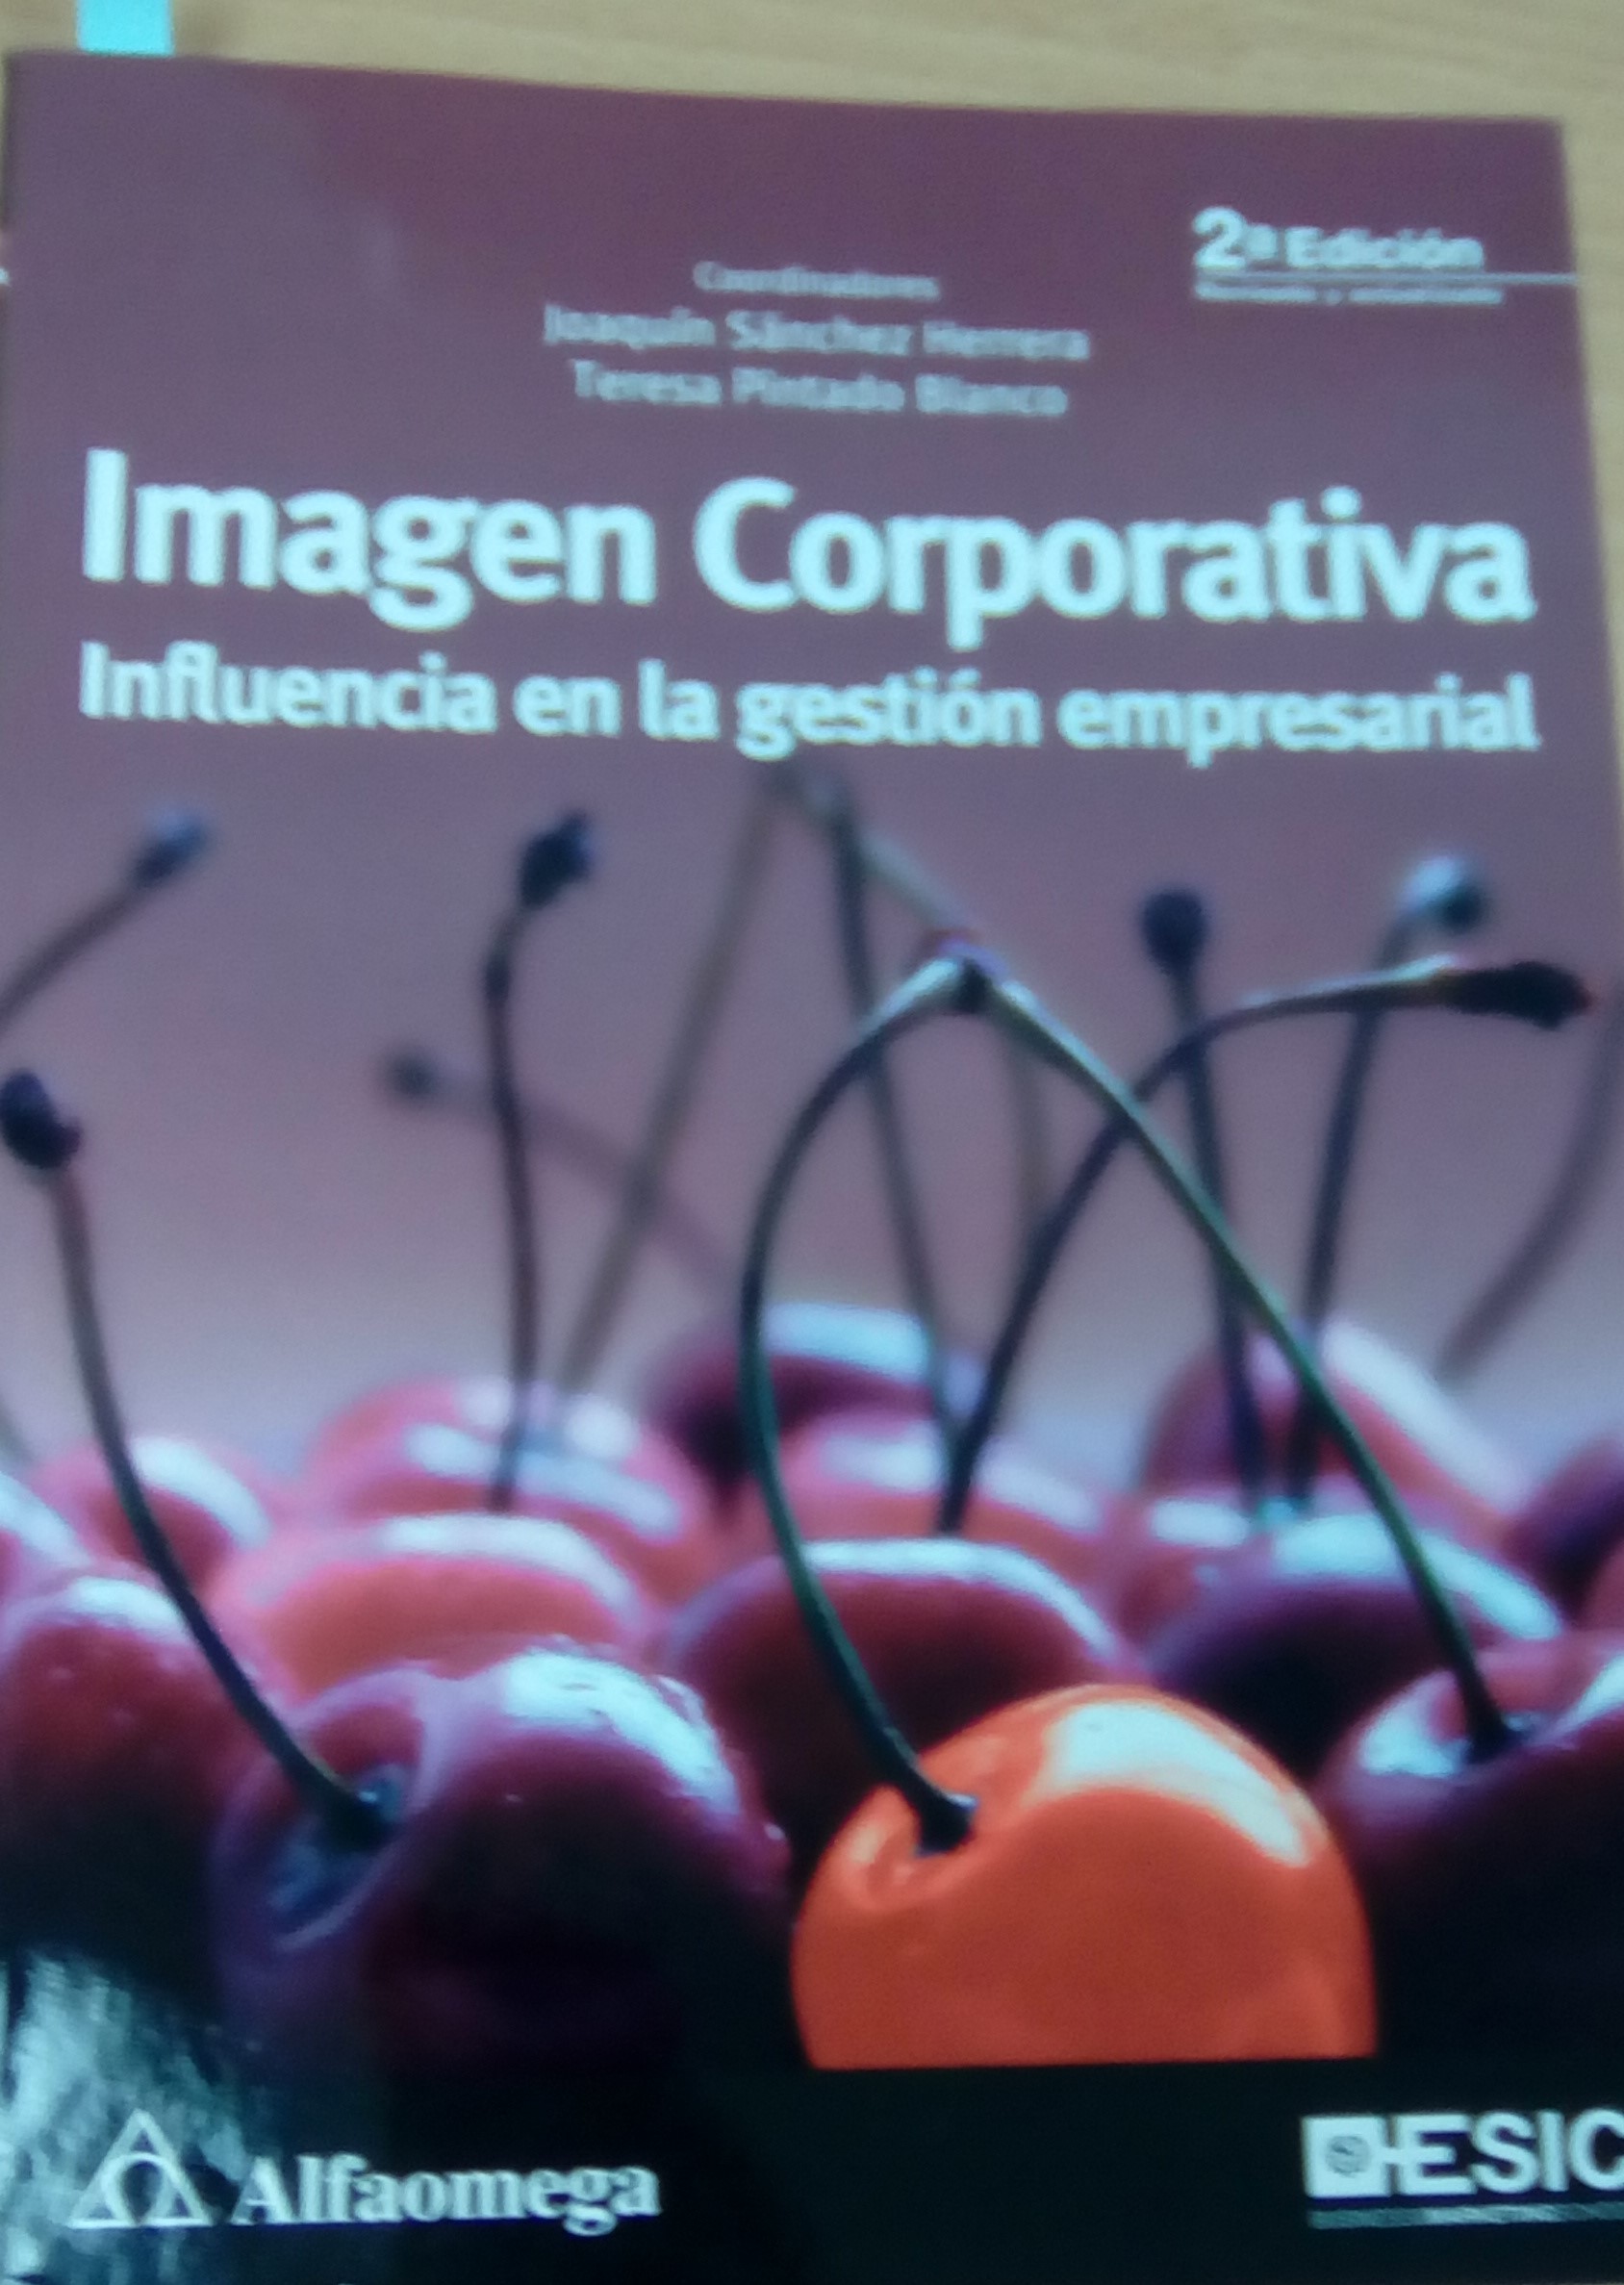 2ª Edición
Coordinadores
Joaquín Sánchez Herrera
Teresa Pintado Blanco
Imagen Corporativa
Influencia en la gestión empresarial
Alfaomega
ESIC